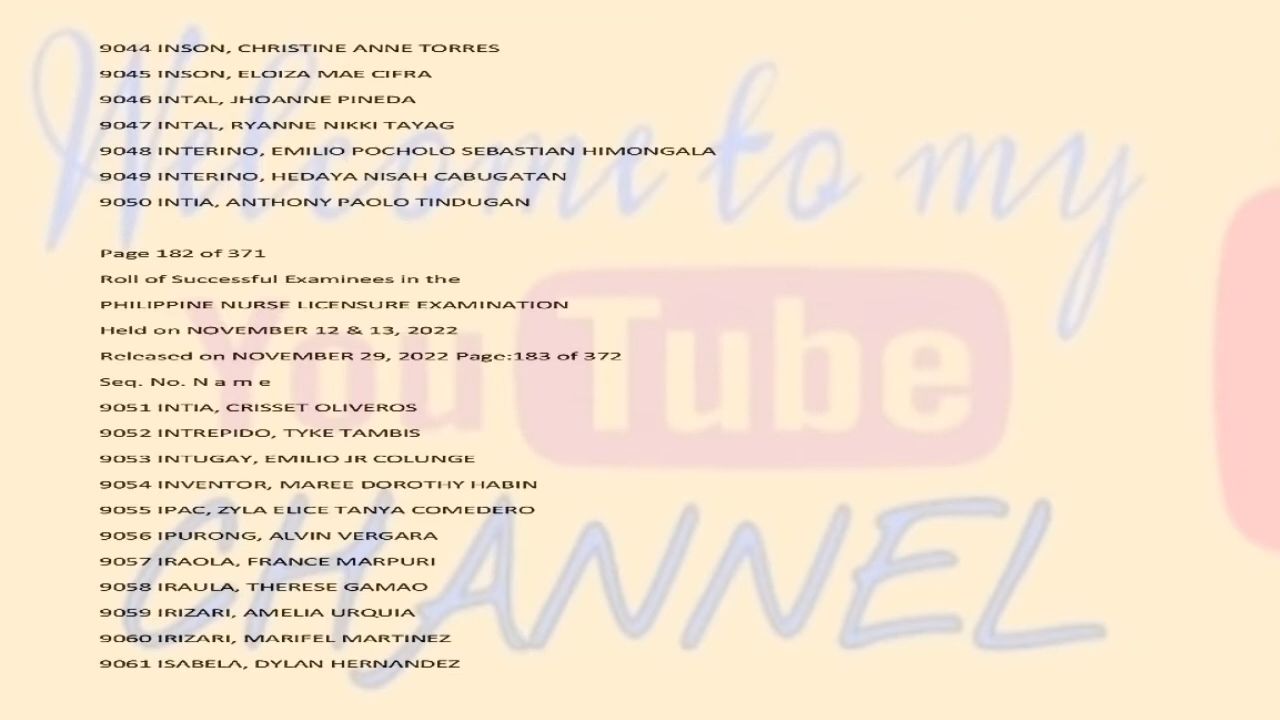 Welcome to my
YouTube
CHANNEL
9044 INSON, CHRISTINE ANNE TORRES
9045 INSON, ELOIZA MAE CIFRA
9046 INTAL, JHOANNE PINEDA
9047 INTAL, RYANNE NIKKI TAYAG
9048 INTERINO, EMILIO POCHOLO SEBASTIAN HIMONGALA
9049 INTERINO, HEDAYA NISAH CABUGATAN
9050 INTIA, ANTHONY PAOLO TINDUGAN
Page 182 of 371
Roll of Successful Examinees in the
PHILIPPINE NURSE LICENSURE EXAMINATION
Held on NOVEMBER 12 & 13, 2022
Released on NOVEMBER 29, 2022 Page:183 of 372
Seq. No. N a m e
9051 INTIA, CRISSET OLIVEROS
9052 INTREPIDO, TYKE TAMBIS
9053 INTUGAY, EMILIO JR COLUNGE
9054 INVENTOR, MAREE DOROTHY HABIN
9055 IPAC, ZYLA ELICE TANYA COMEDERO
9056 IPURONG, ALVIN VERGARA
9057 IRAOLA, FRANCE MARPURI
9058 IRAULA, THERESE GAMAO
9059 IRIZARI, AMELIA URQUIA
9060 IRIZARI, MARIFEL MARTINEZ
9061 ISABELA, DYLAN HERNANDEZ